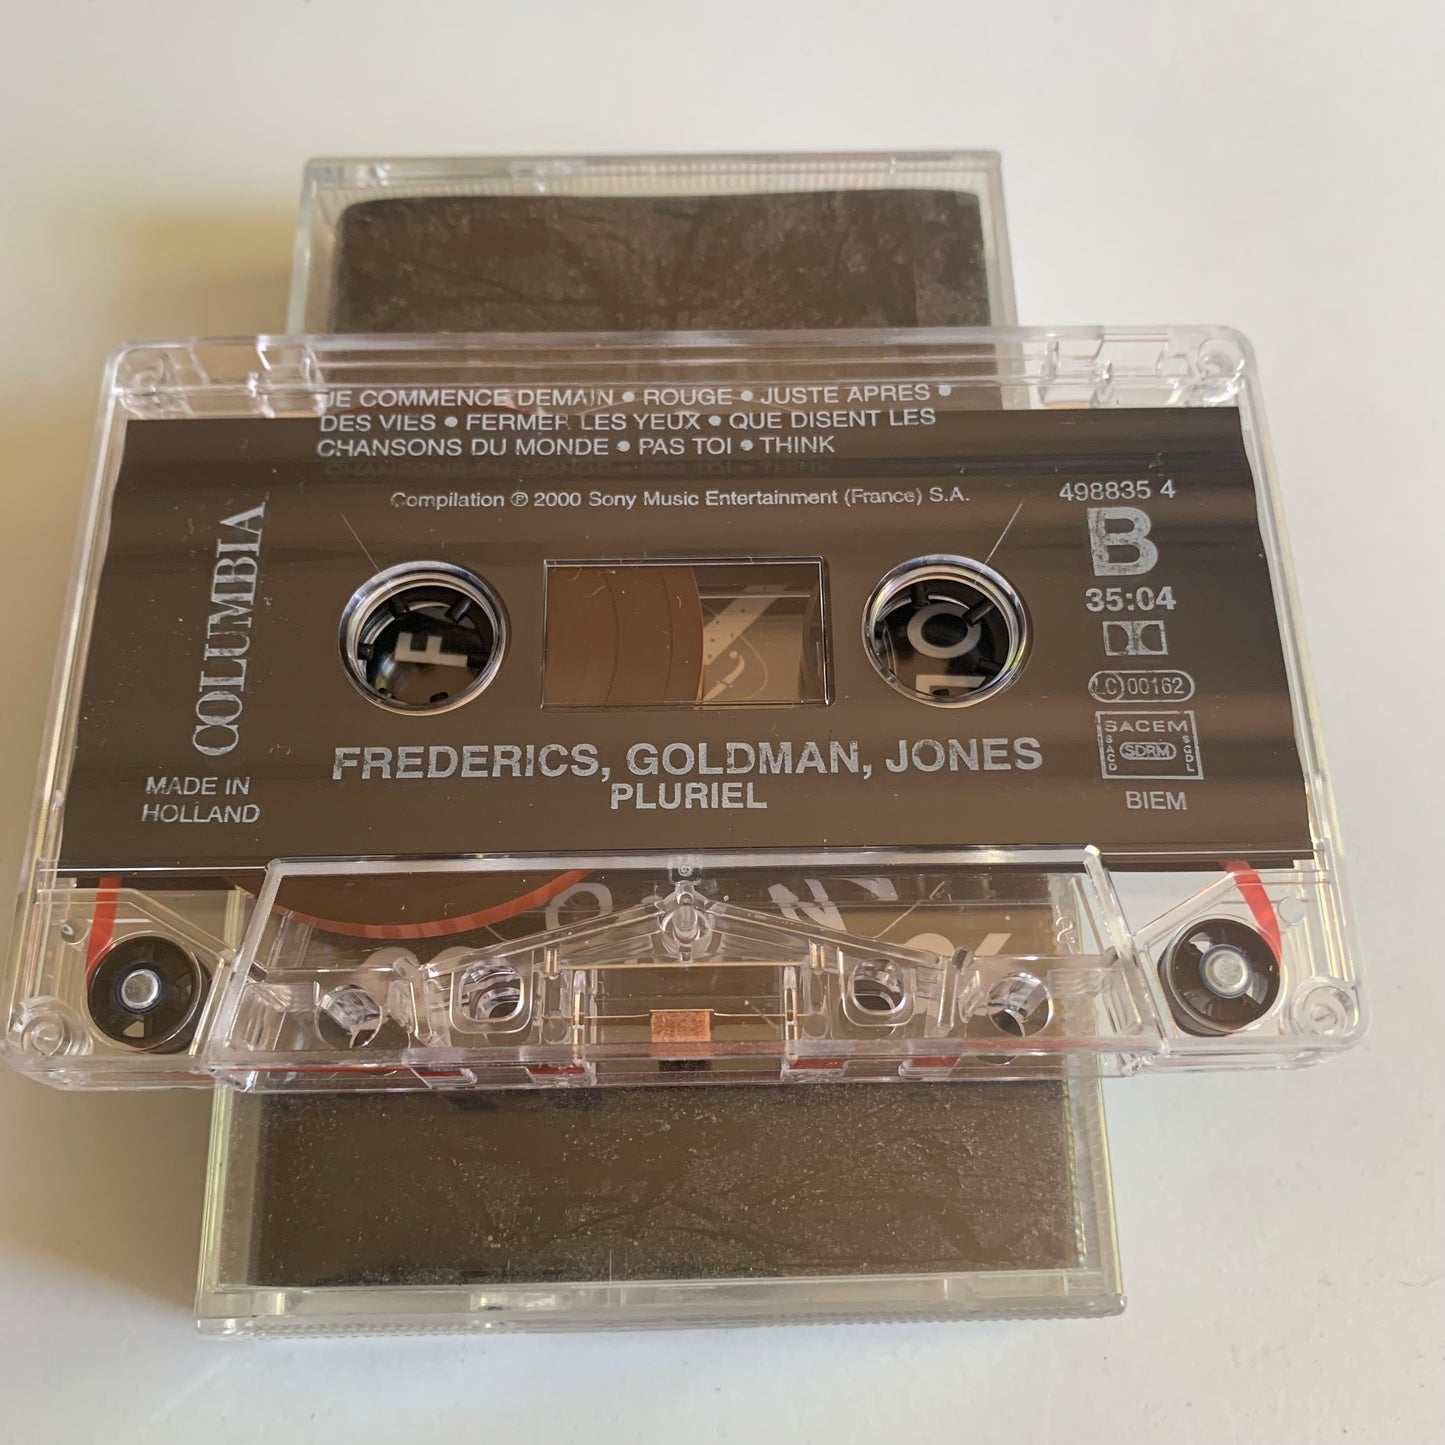 JE COMMENCE DEMAIN • ROUGE • JUSTE APRES •
DES VIES • FERMER LES YEUX • QUE DISENT LES
CHANSONS DU MONDE • PAS TOI • THINK
Compilation ℗ 2000 Sony Music Entertainment (France) S.A.
498835 4
B
35:04
LC 00162
SACEM
SACD
SDRM
SGDL
BIEM
COLUMBIA
MADE IN
HOLLAND
FREDERICS, GOLDMAN, JONES
PLURIEL